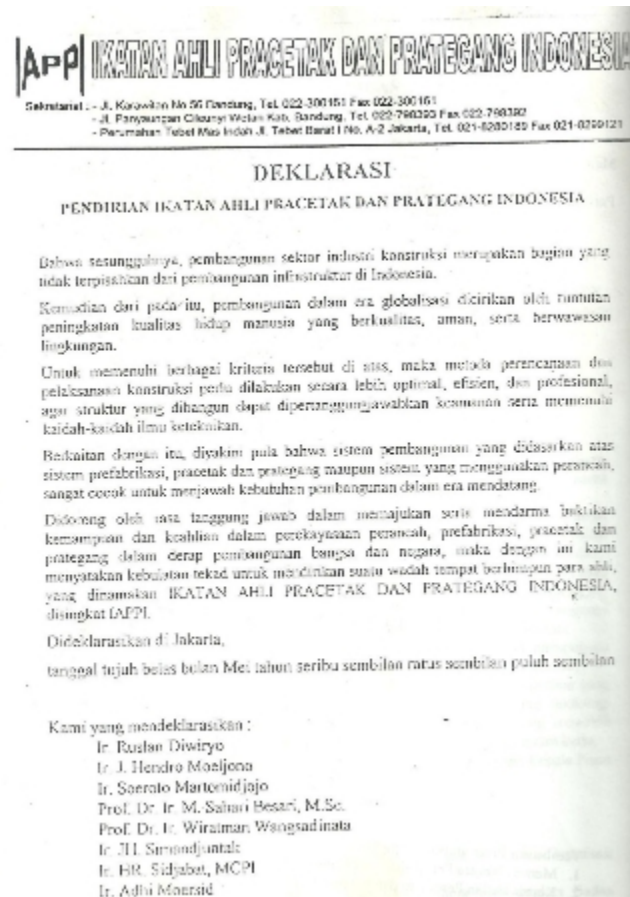 IAPPI IKATAN AHLI PRACETAK DAN PRATEGANG INDONESIA
Sekretariat : - Jl. Karawitan No 56 Bandung, Tel. 022-300151 Fax 022-300161
- Jl. Panyaungan Cileunyi Wetan Kab. Bandung, Tel. 022-798393 Fax 022-798392
- Perumahan Tebet Mas Indah Jl. Tebet Barat I No. A-2 Jakarta, Tel. 021-8280189 Fax 021-8299121
DEKLARASI
PENDIRIAN IKATAN AHLI PRACETAK DAN PRATEGANG INDONESIA
Bahwa sesungguhnya, pembangunan sektor industri konstruksi merupakan bagian yang
tidak terpisahkan dari pembangunan infrastruktur di Indonesia.
Kemudian dari pada itu, pembangunan dalam era globalisasi dicirikan oleh tuntutan
peningkatan kualitas hidup manusia yang berkualitas, aman, serta berwawasan
lingkungan.
Untuk memenuhi berbagai kriteria tersebut di atas, maka metoda perencanaan dan
pelaksanaan konstruksi perlu dilakukan secara lebih optimal, efisien, dan profesional,
agar struktur yang dibangun dapat dipertanggungjawabkan keamanan serta memenuhi
kaidah-kaidah ilmu keteknikan.
Berkaitan dengan itu, diyakini pula bahwa sistem pembangunan yang didasarkan atas
sistem prefabrikasi, pracetak dan prategang maupun sistem yang menggunakan perancah,
sangat cocok untuk menjawab kebutuhan pembangunan dalam era mendatang.
Didorong oleh rasa tanggung jawab dalam memajukan serta mendarma baktikan
kemampuan dan keahlian dalam perekayasaan perancah, prefabrikasi, pracetak dan
prategang dalam derap pembangunan bangsa dan negara, maka dengan ini kami
menyatakan kebulatan tekad untuk mendirikan suatu wadah tempat berhimpun para ahli,
yang dinamakan IKATAN AHLI PRACETAK DAN PRATEGANG INDONESIA,
disingkat IAPPI.
Dideklarasikan di Jakarta,
tanggal tujuh belas bulan Mei tahun seribu sembilan ratus sembilan puluh sembilan
Kami yang mendeklarasikan :
Ir. Ruslan Diwiryo
Ir. J. Hendro Moeljono
Ir. Soeroto Martomidjojo
Prof. Dr. Ir. M. Sahari Besari, M.Sc.
Prof. Dr. Ir. Wiratman Wangsadinata
Ir. JH. Simandjuntak
Ir. HR. Sidjabat, MCPI
Ir. Adhi Moersid